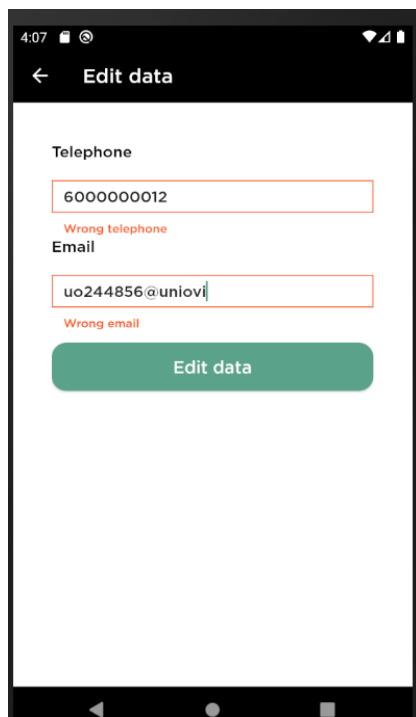 4:07
Edit data
Telephone
6000000012
Wrong telephone
Email
uo244856@uniovi
Wrong email
Edit data